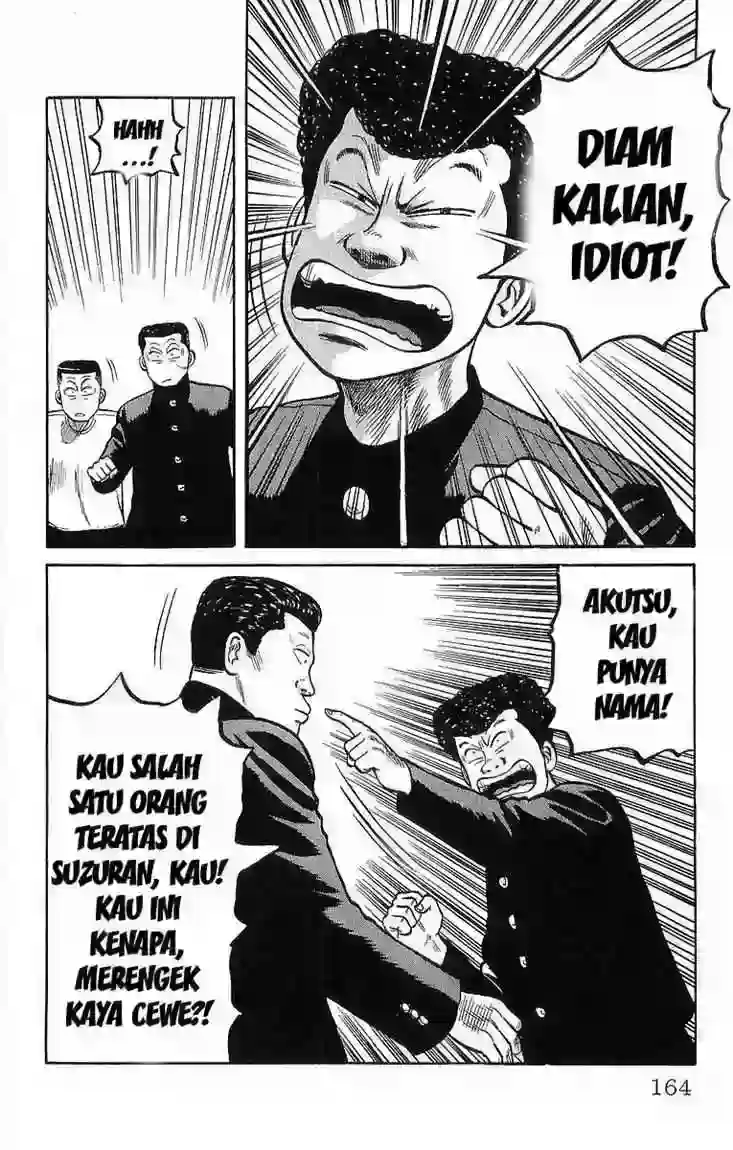 DIAM
KALIAN,
IDIOT!
HAHH
...!
AKUTSU,
KAU
PUNYA
NAMA!
KAU SALAH
SATU ORANG
TERATAS DI
SUZURAN, KAU!
KAU INI
KENAPA,
MERENGEK
KAYA CEWE?!
164